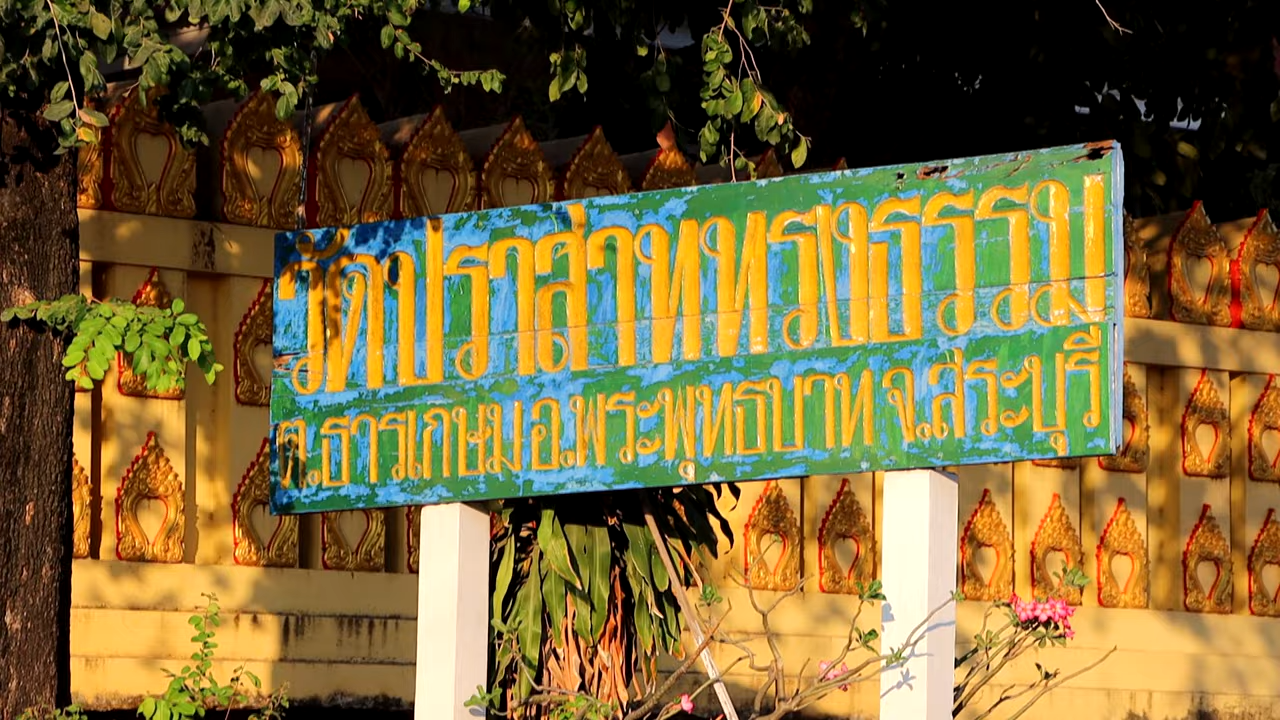 วัดปราสาททรงธรรม
ต.ธารเกษม อ.พระพุทธบาท จ.สระบุรี